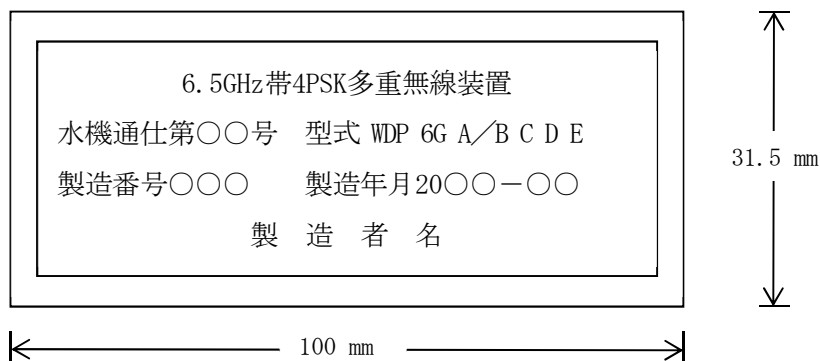 6.5GHz帯4PSK多重無線装置
水機通仕第○○号 型式 WDP 6G A/B C D E
製造番号○○○ 製造年月20○○-○○
製 造 者 名
31.5 mm
100 mm